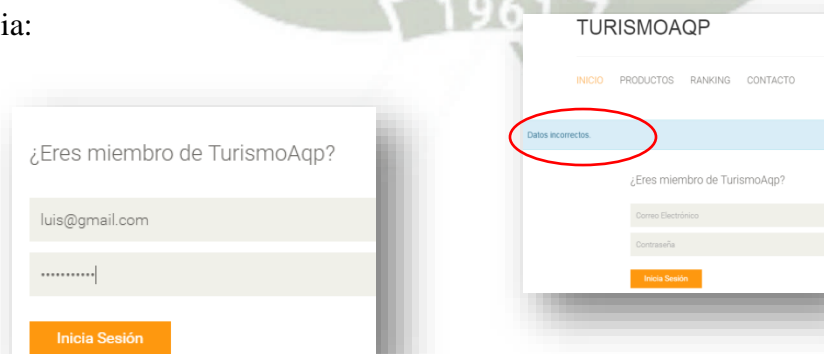 ia:
196
¿Eres miembro de TurismoAqp?
luis@gmail.com
•••••••••••
Inicia Sesión
TURISMOAQP
INICIO PRODUCTOS RANKING CONTACTO
Datos incorrectos.
¿Eres miembro de TurismoAqp?
Correo Electrónico
Contraseña
Inicia Sesión